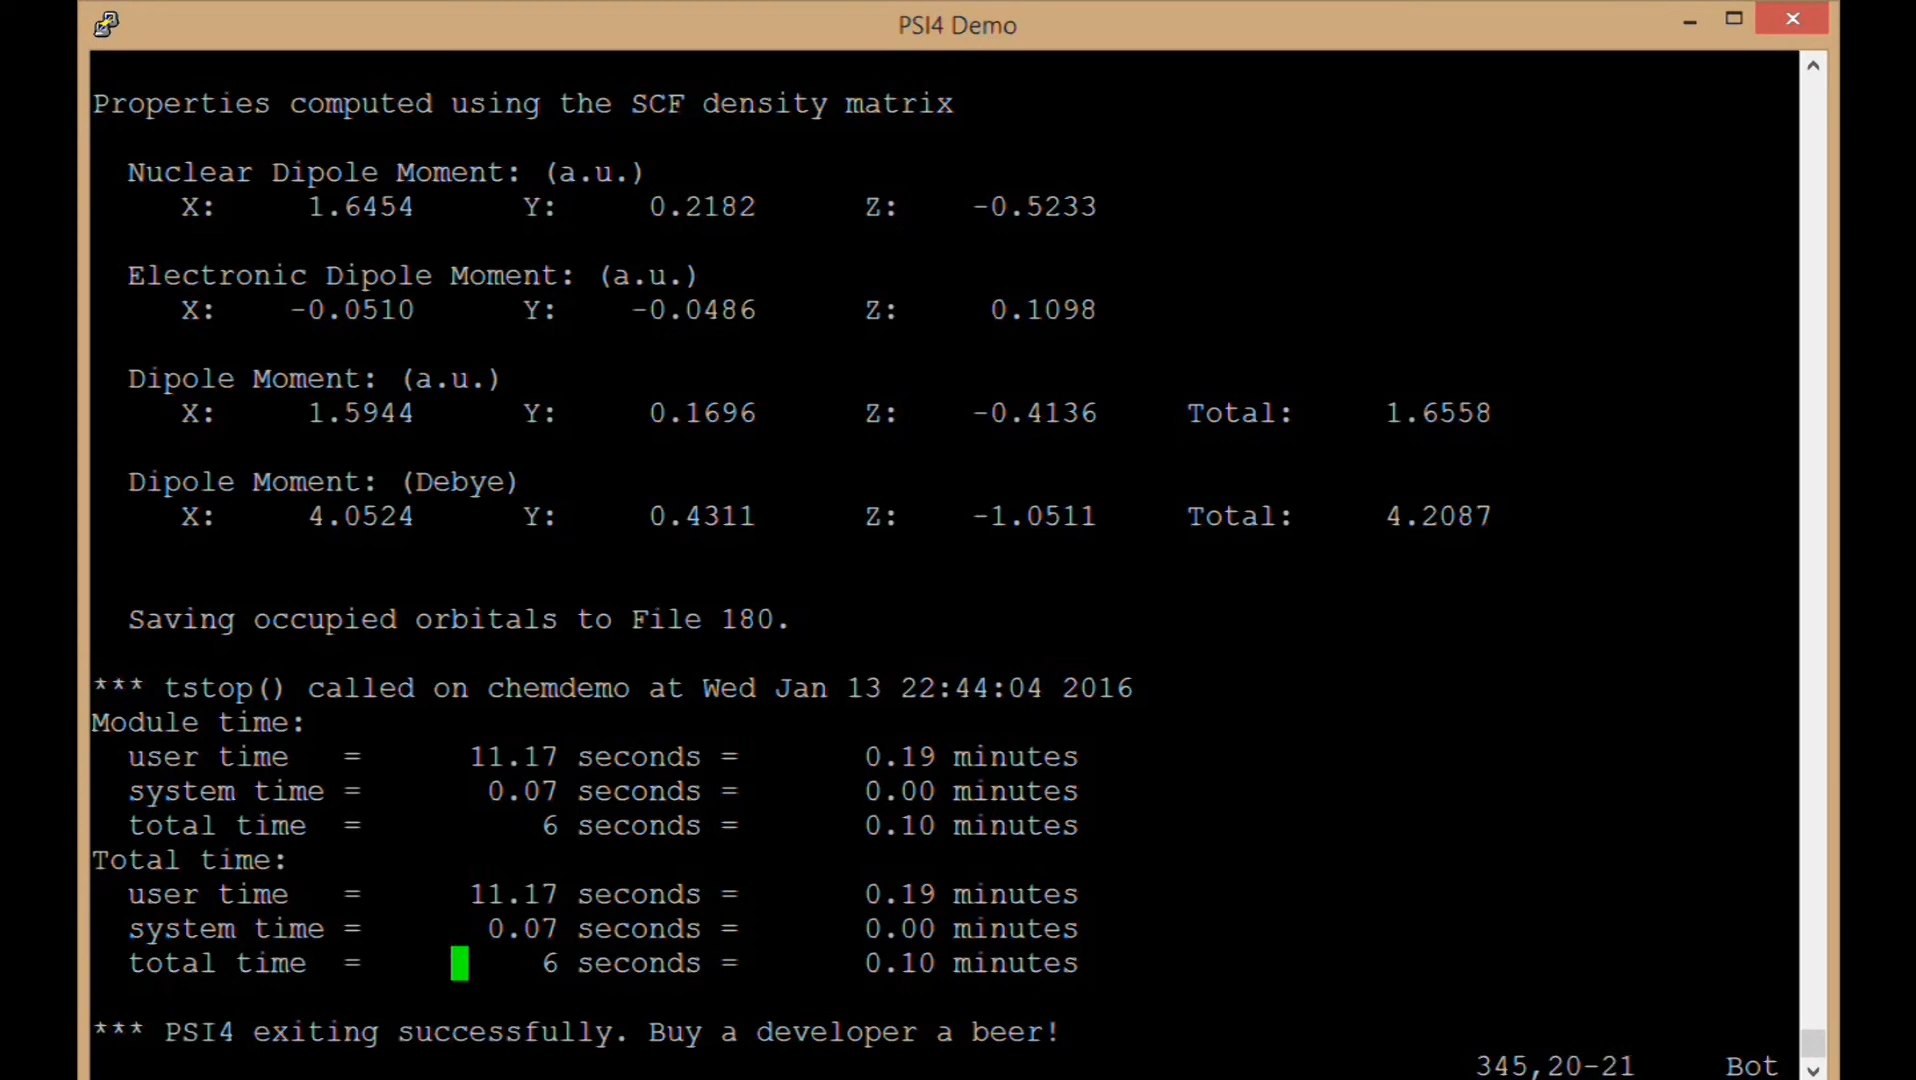 PSI4 Demo
Properties computed using the SCF density matrix
Nuclear Dipole Moment: (a.u.)
X: 1.6454 Y: 0.2182 Z: -0.5233
Electronic Dipole Moment: (a.u.)
X: -0.0510 Y: -0.0486 Z: 0.1098
Dipole Moment: (a.u.)
X: 1.5944 Y: 0.1696 Z: -0.4136 Total: 1.6558
Dipole Moment: (Debye)
X: 4.0524 Y: 0.4311 Z: -1.0511 Total: 4.2087
Saving occupied orbitals to File 180.
*** tstop() called on chemdemo at Wed Jan 13 22:44:04 2016
Module time:
user time = 11.17 seconds = 0.19 minutes
system time = 0.07 seconds = 0.00 minutes
total time = 6 seconds = 0.10 minutes
Total time:
user time = 11.17 seconds = 0.19 minutes
system time = 0.07 seconds = 0.00 minutes
total time = 6 seconds = 0.10 minutes
*** PSI4 exiting successfully. Buy a developer a beer!
345,20-21 Bot